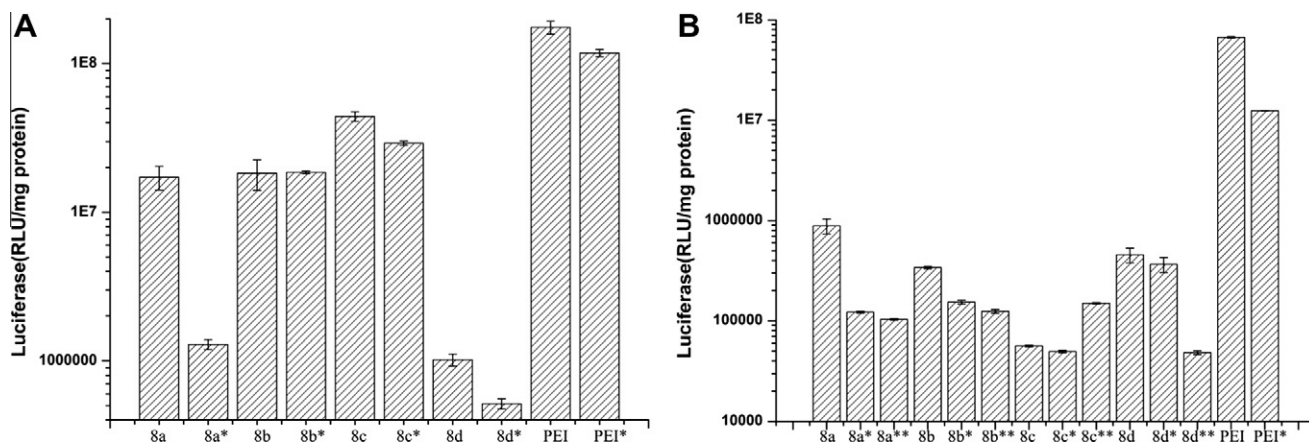 A
Luciferase(RLU/mg protein)
1E8
1E7
1000000
8a 8a* 8b 8b* 8c 8c* 8d 8d* PEI PEI*
B
Luciferase(RLU/mg protein)
1E8
1E7
1000000
100000
10000
8a 8a* 8a** 8b 8b* 8b** 8c 8c* 8c** 8d 8d* 8d** PEI PEI*